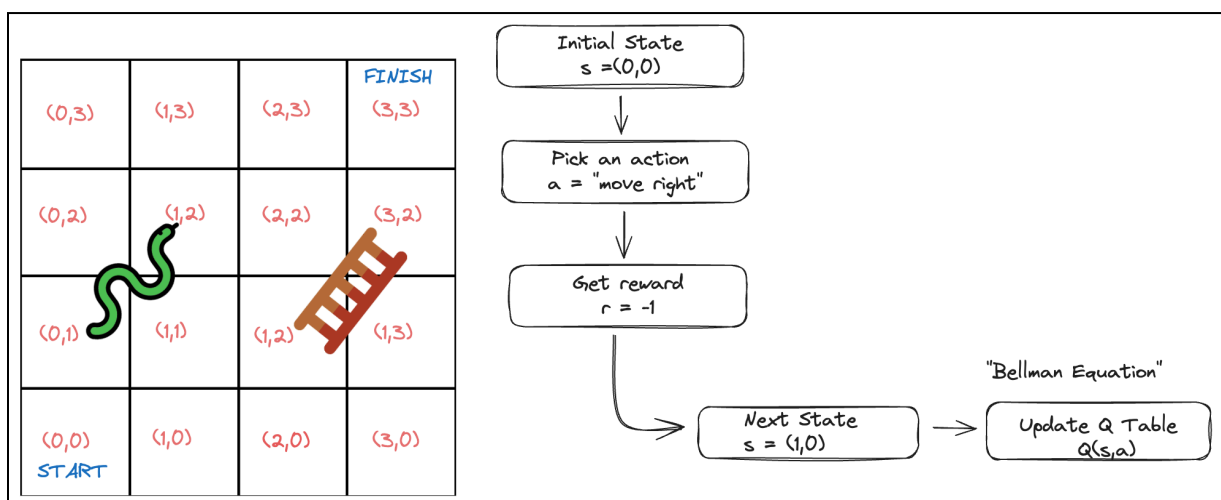 FINISH
(0,3) (1,3) (2,3) (3,3)
(0,2) (1,2) (2,2) (3,2)
(0,1) (1,1) (1,2) (1,3)
(0,0) (1,0) (2,0) (3,0)
START
Initial State
s =(0,0)
Pick an action
a = "move right"
Get reward
r = -1
Next State
s = (1,0)
"Bellman Equation"
Update Q Table
Q(s,a)